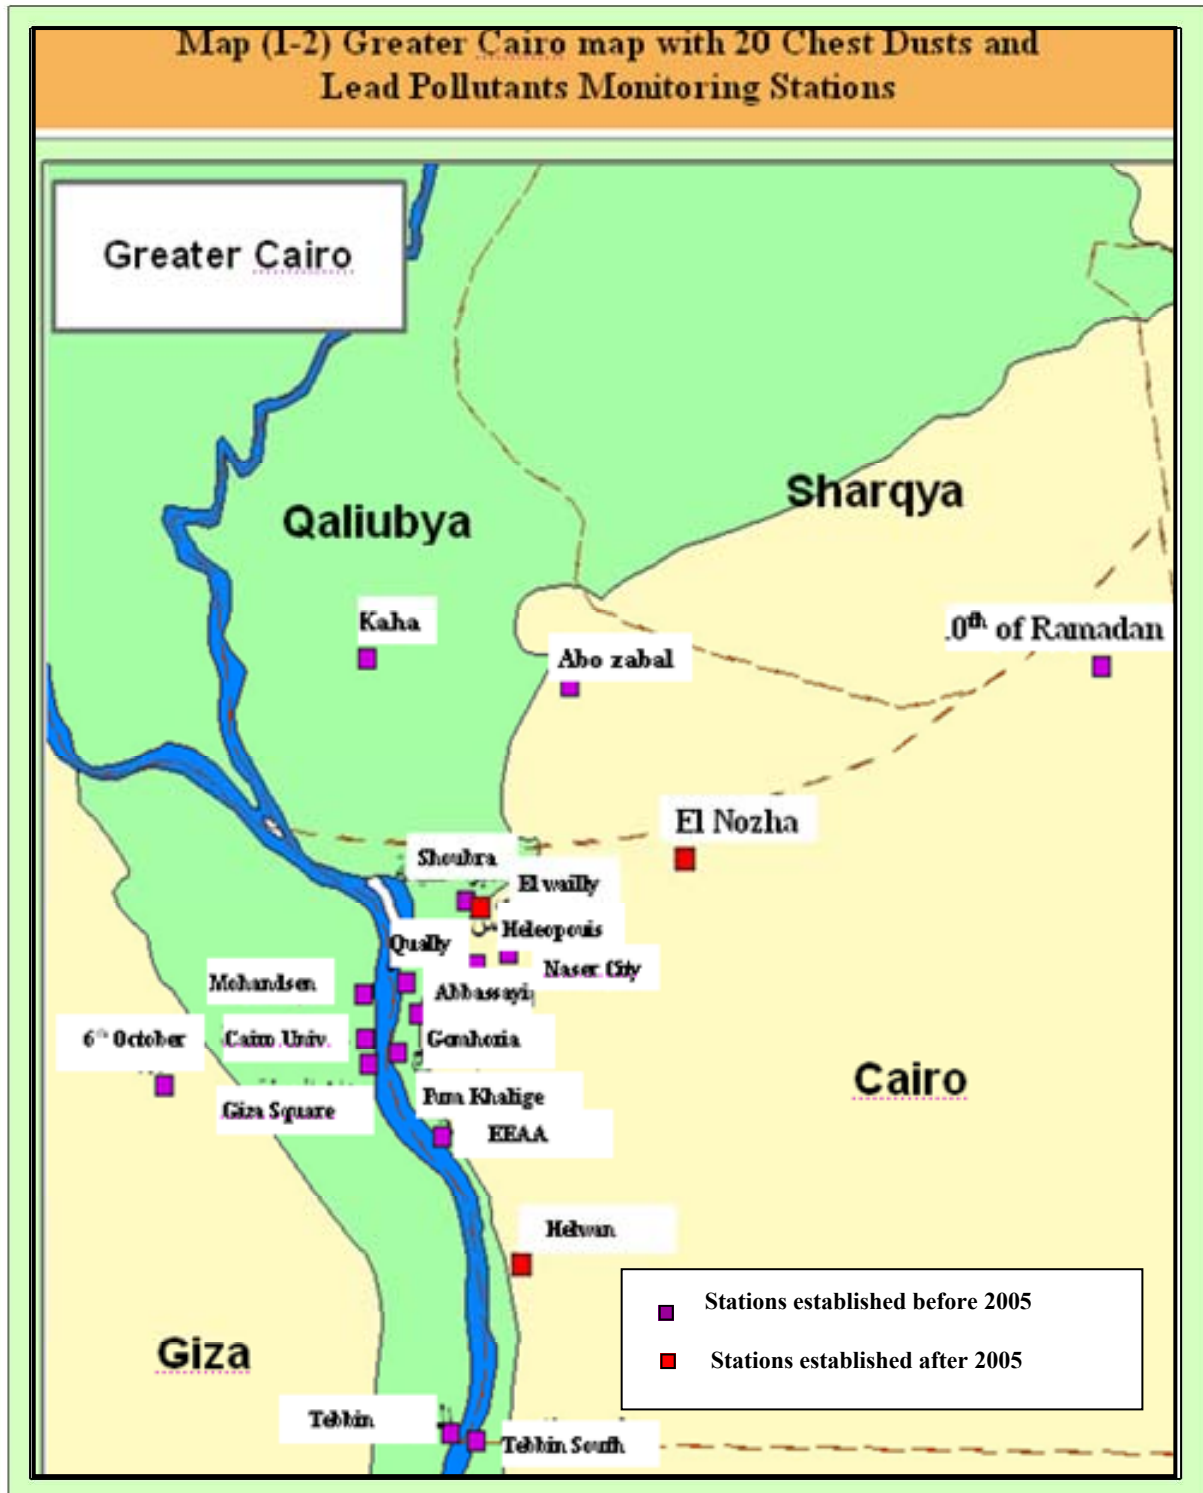 Map (1-2) Greater Cairo map with 20 Chest Dusts and
Lead Pollutants Monitoring Stations
Greater Cairo
Sharqya
Qaliubya
Kaha
.0th of Ramadan
Abo zabal
El Nozha
Shoubra
El wailly
Heleopouis
Qually
Naser City
Mohandsen
Abbassayi
6th October
Cairo Univ.
Gomhoria
Cairo
Giza Square
Fum Khalige
EEAA
Helwan
Stations established before 2005
Stations established after 2005
Giza
Tebbin
Tebbin South